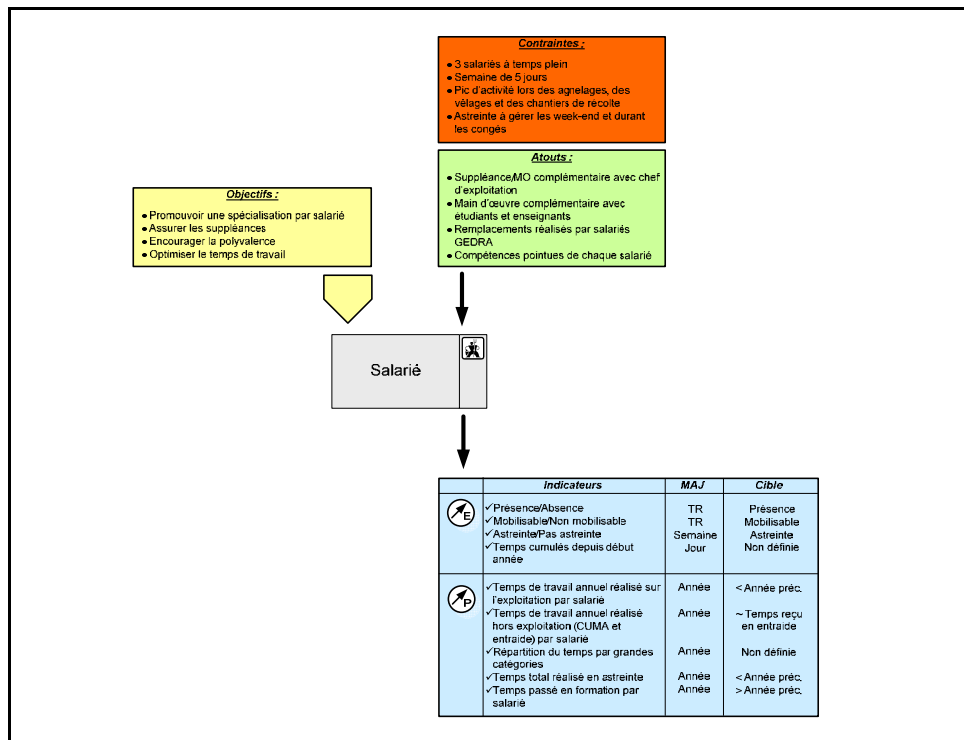 Contraintes :
• 3 salariés à temps plein
• Semaine de 5 jours
• Pic d'activité lors des agnelages, des
vêlages et des chantiers de récolte
• Astreinte à gérer les week-end et durant
les congés
Atouts :
• Suppléance/MO complémentaire avec chef
d'exploitation
• Main d'œuvre complémentaire avec
étudiants et enseignants
• Remplacements réalisés par salariés
GEDRA
• Compétences pointues de chaque salarié
Objectifs :
• Promouvoir une spécialisation par salarié
• Assurer les suppléances
• Encourager la polyvalence
• Optimiser le temps de travail
Salarié
Indicateurs MAJ Cible
E
✓Présence/Absence TR Présence
✓Mobilisable/Non mobilisable TR Mobilisable
✓Astreinte/Pas astreinte Semaine Astreinte
✓Temps cumulés depuis début Jour Non définie
année
P
✓Temps de travail annuel réalisé sur Année < Année préc.
l'exploitation par salarié
✓Temps de travail annuel réalisé Année ~ Temps reçu
hors exploitation (CUMA et en entraide
entraide) par salarié
✓Répartition du temps par grandes Année Non définie
catégories
✓Temps total réalisé en astreinte Année < Année préc.
✓Temps passé en formation par Année > Année préc.
salarié